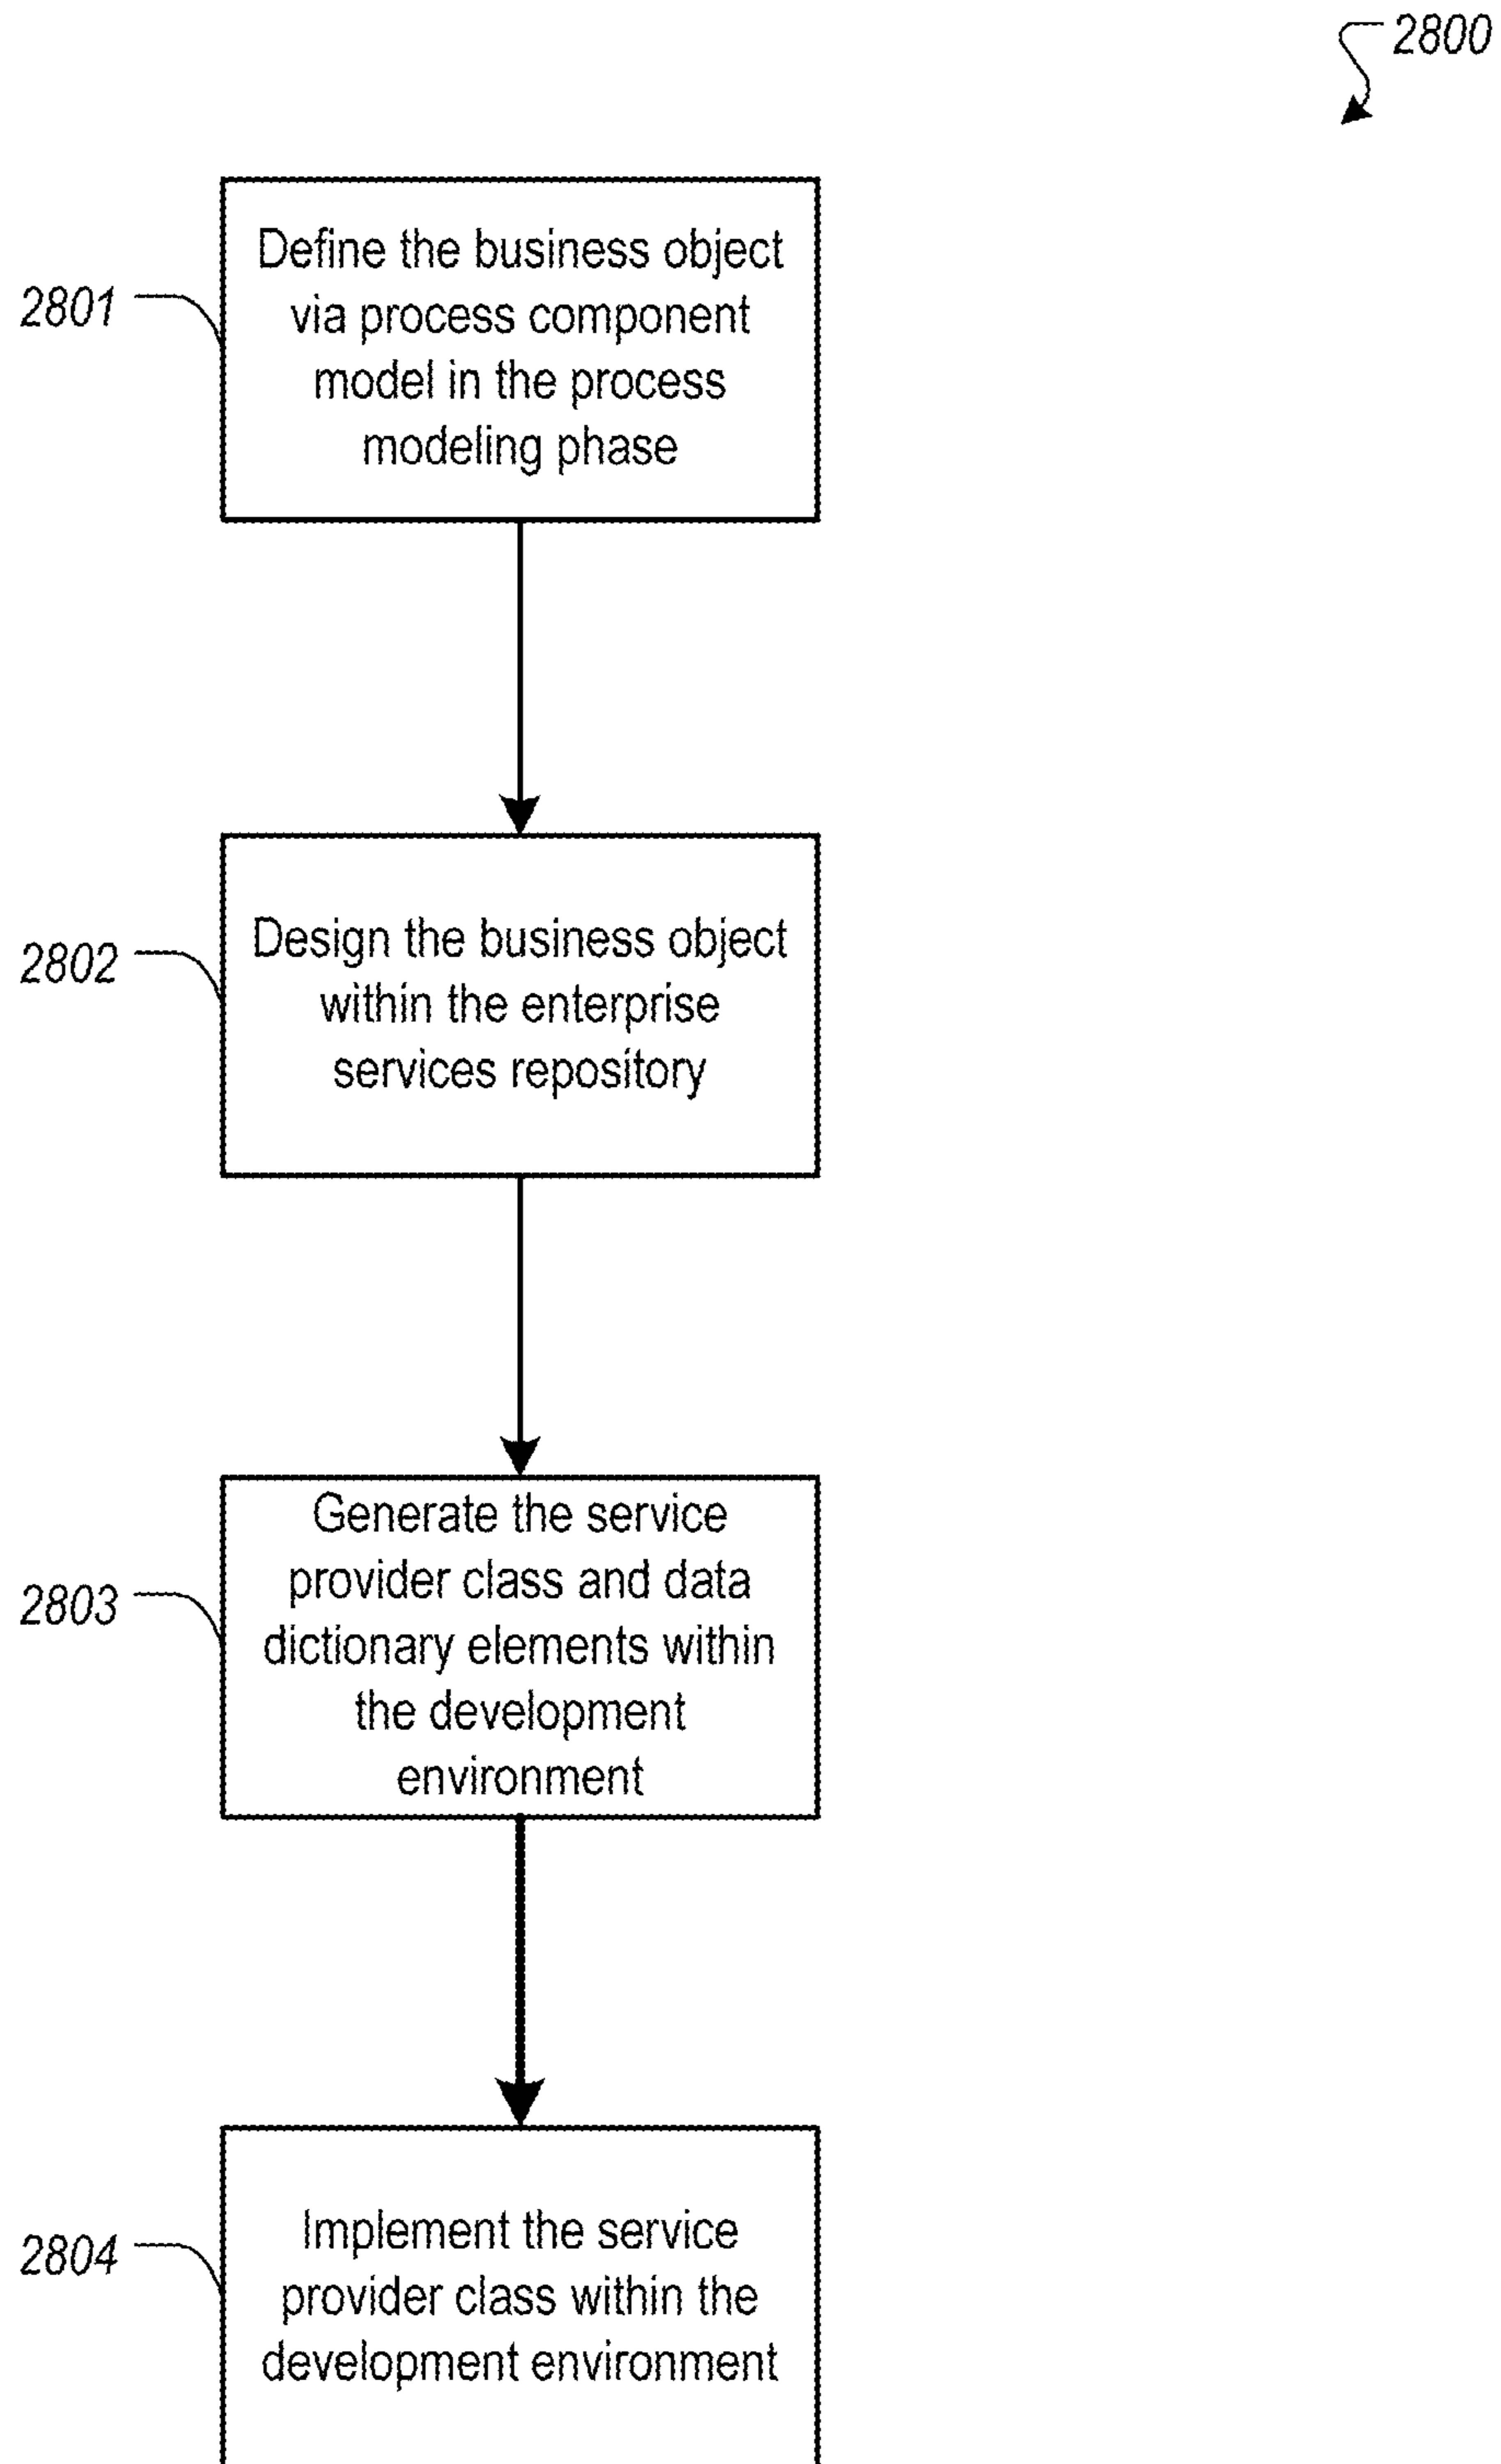 2800
2801
Define the business object
via process component
model in the process
modeling phase
2802
Design the business object
within the enterprise
services repository
2803
Generate the service
provider class and data
dictionary elements within
the development
environment
2804
Implement the service
provider class within the
development environment